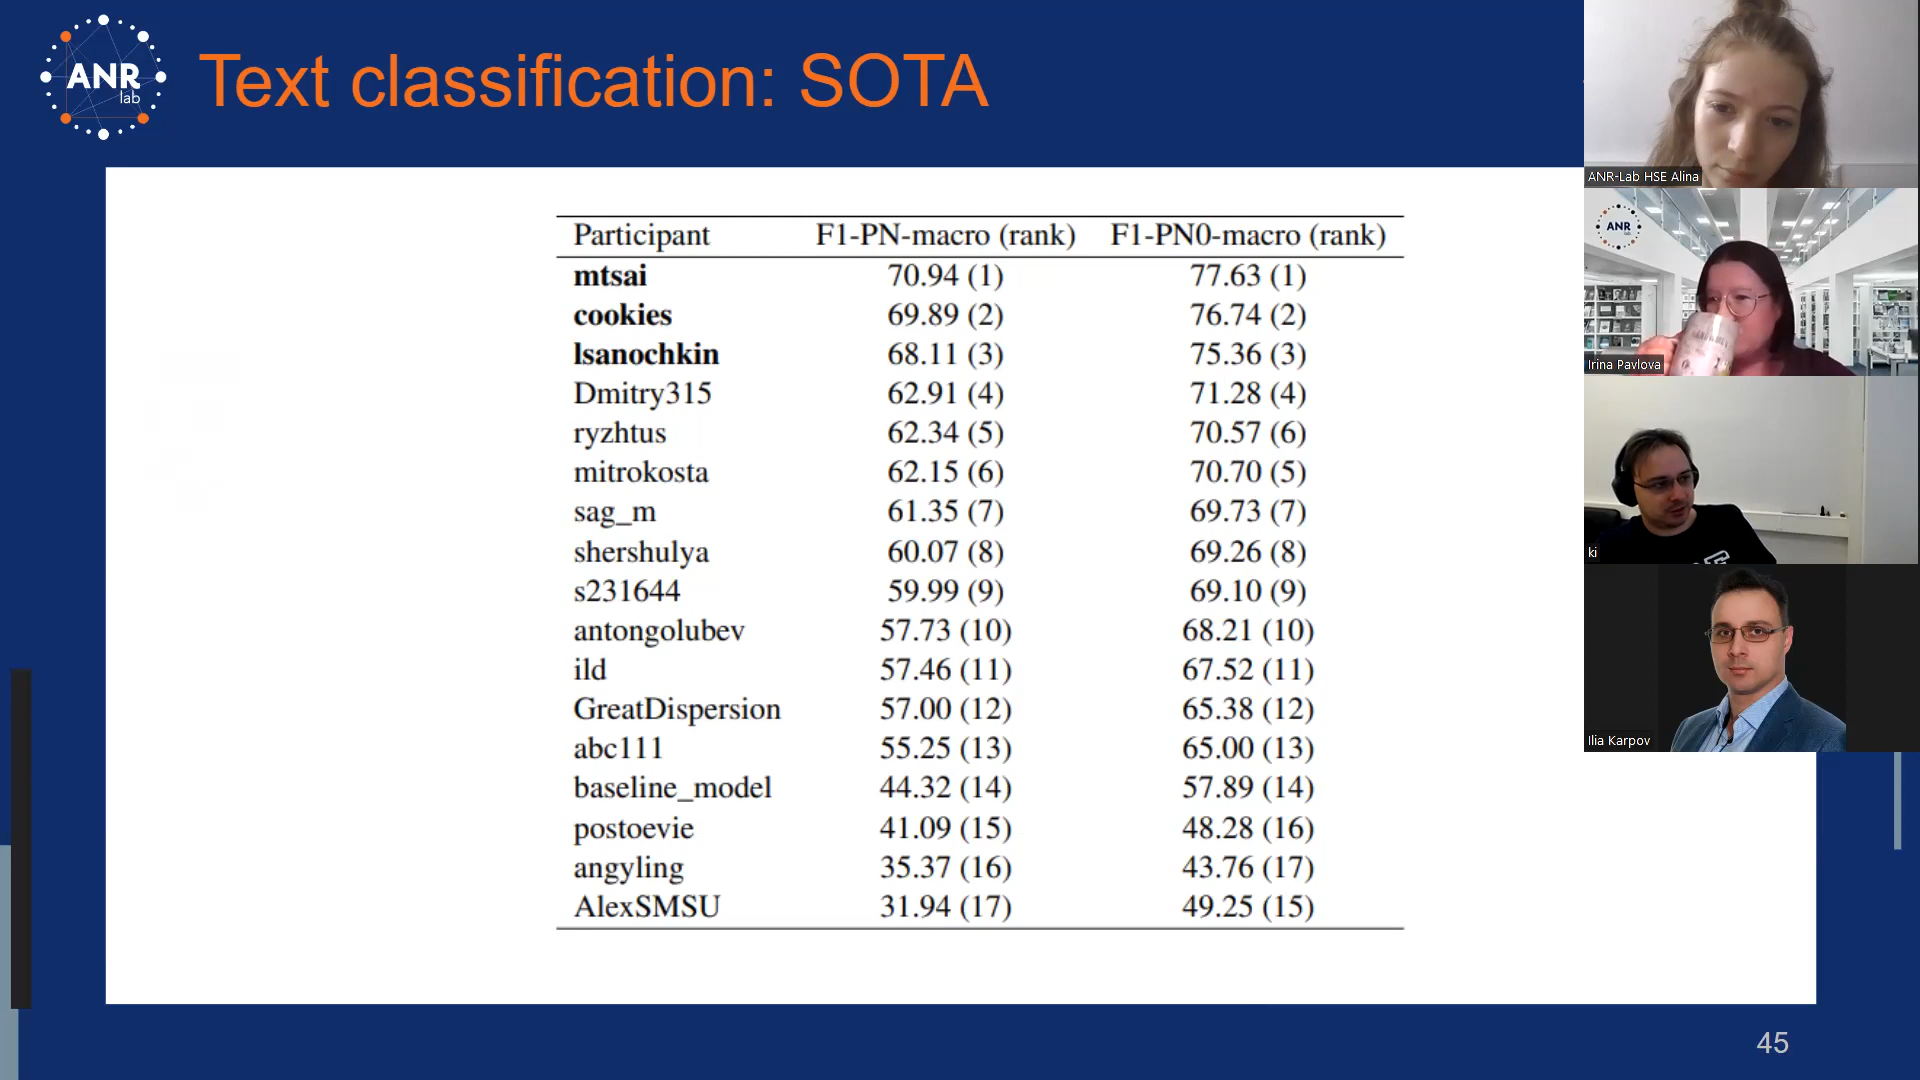 ANR
lab
Text classification: SOTA
Participant F1-PN-macro (rank) F1-PN0-macro (rank)
mtsai 70.94 (1) 77.63 (1)
cookies 69.89 (2) 76.74 (2)
lsanochkin 68.11 (3) 75.36 (3)
Dmitry315 62.91 (4) 71.28 (4)
ryzhtus 62.34 (5) 70.57 (6)
mitrokosta 62.15 (6) 70.70 (5)
sag_m 61.35 (7) 69.73 (7)
shershulya 60.07 (8) 69.26 (8)
s231644 59.99 (9) 69.10 (9)
antongolubev 57.73 (10) 68.21 (10)
ild 57.46 (11) 67.52 (11)
GreatDispersion 57.00 (12) 65.38 (12)
abc111 55.25 (13) 65.00 (13)
baseline_model 44.32 (14) 57.89 (14)
postoevie 41.09 (15) 48.28 (16)
angyling 35.37 (16) 43.76 (17)
AlexSMSU 31.94 (17) 49.25 (15)
45
ANR-Lab HSE Alina
ANR
Irina Pavlova
ki
Ilia Karpov